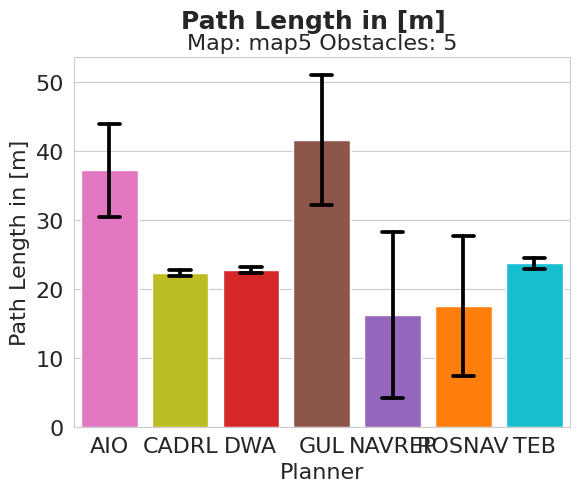 Path Length in [m]
Map: map5 Obstacles: 5
Path Length in [m]
50
40
30
20
10
0
AIO CADRL DWA GUL NAVREP ROSNAV TEB
Planner